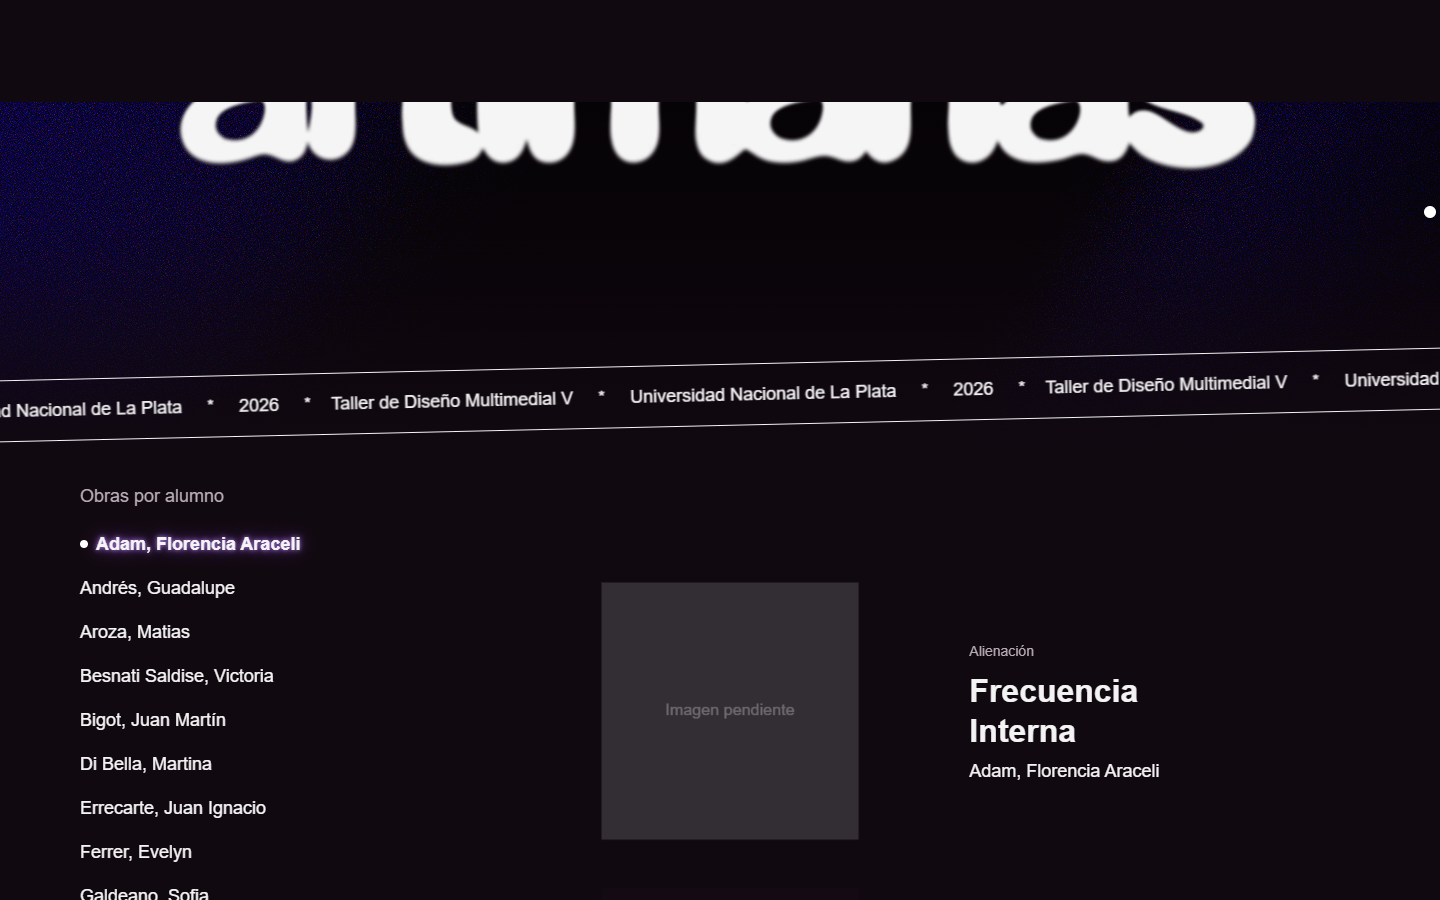 Nacional de La Plata * 2026 * Taller de Diseño Multimedial V * Universidad Nacional de La Plata * 2026 * Taller de Diseño Multimedial V * Universidad
Obras por alumno
Adam, Florencia Araceli
Andrés, Guadalupe
Aroza, Matias
Besnati Saldise, Victoria
Bigot, Juan Martín
Di Bella, Martina
Errecarte, Juan Ignacio
Ferrer, Evelyn
Galdeano, Sofia
Imagen pendiente
Alienación
Frecuencia
Interna
Adam, Florencia Araceli